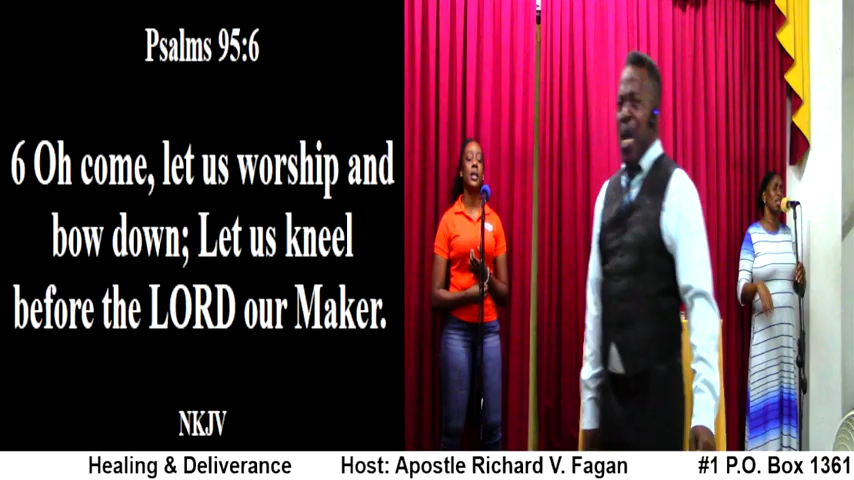 Psalms 95:6
6 Oh come, let us worship and
bow down; Let us kneel
before the LORD our Maker.
NKJV
Healing & Deliverance Host: Apostle Richard V. Fagan #1 P.O. Box 1361